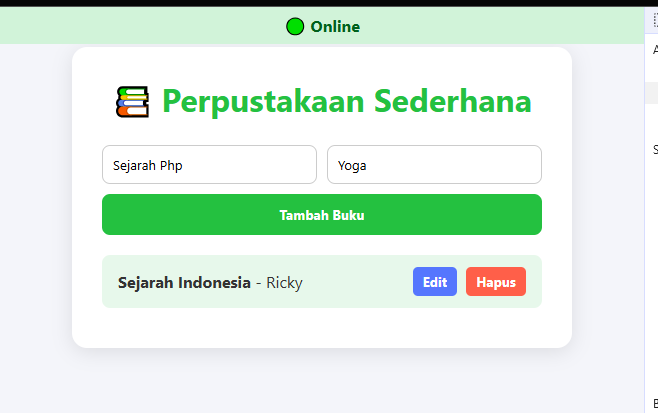 Online
Perpustakaan Sederhana
Sejarah Php
Yoga
Tambah Buku
Sejarah Indonesia - Ricky
Edit
Hapus